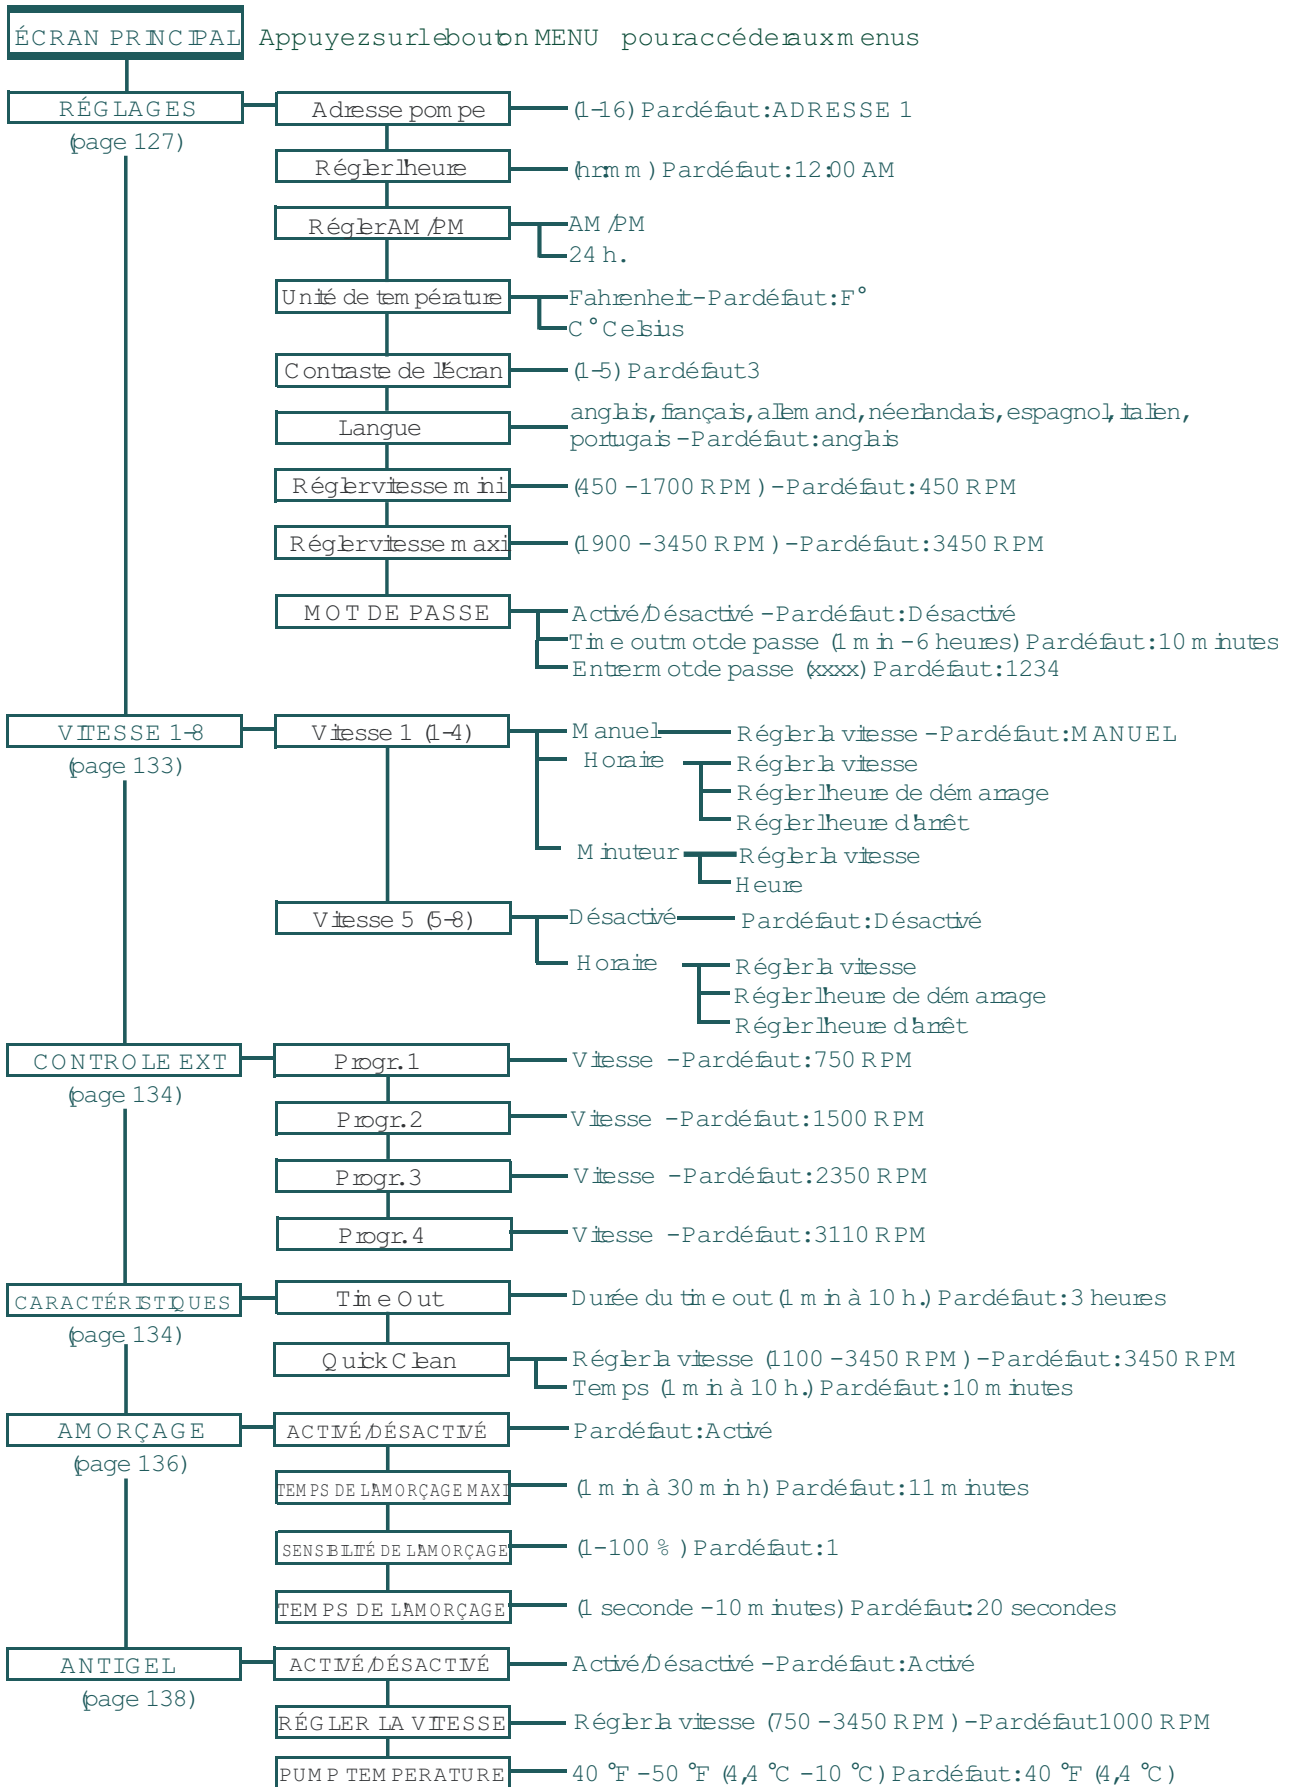 ÉCRAN PRINCIPAL Appuyez sur le bouton MENU pour accéder aux menus
RÉGLAGES Adresse pompe (1-16) Par défaut: ADRESSE 1
(page 127)
Régler l'heure (hr:mm) Par défaut: 12:00 AM
Régler AM/PM AM/PM
24 h.
Unité de température Fahrenheit - Par défaut: F°
C° Celsius
Contraste de l'écran (1-5) Par défaut 3
Langue anglais, français, allemand, néerlandais, espagnol, italien,
portugais - Par défaut: anglais
Régler vitesse mini (450 - 1700 RPM) - Par défaut: 450 RPM
Régler vitesse maxi (1900 - 3450 RPM) - Par défaut: 3450 RPM
MOT DE PASSE Activé/Désactivé - Par défaut: Désactivé
Time out mot de passe (1 min - 6 heures) Par défaut: 10 minutes
Entrer mot de passe (xxxx) Par défaut: 1234
VITESSE 1-8 Vitesse 1 (1-4) Manuel Régler la vitesse - Par défaut: MANUEL
(page 133)
Horaire Régler la vitesse
Régler l'heure de démarrage
Régler l'heure d'arrêt
Minuteur Régler la vitesse
Heure
Vitesse 5 (5-8) Désactivé Par défaut: Désactivé
Horaire Régler la vitesse
Régler l'heure de démarrage
Régler l'heure d'arrêt
CONTROLE EXT Progr. 1 Vitesse - Par défaut: 750 RPM
(page 134)
Progr. 2 Vitesse - Par défaut: 1500 RPM
Progr. 3 Vitesse - Par défaut: 2350 RPM
Progr. 4 Vitesse - Par défaut: 3110 RPM
CARACTÉRISTIQUES Time Out Durée du time out (1 min à 10 h.) Par défaut: 3 heures
(page 134)
Quick Clean Régler la vitesse (1100 - 3450 RPM) - Par défaut: 3450 RPM
Temps (1 min à 10 h.) Par défaut: 10 minutes
AMORÇAGE ACTIVÉ/DÉSACTIVÉ Par défaut: Activé
(page 136)
TEMPS DE L'AMORÇAGE MAXI (1 min à 30 min h) Par défaut: 11 minutes
SENSIBILITÉ DE L'AMORÇAGE (1-100 %) Par défaut: 1
TEMPS DE L'AMORÇAGE (1 seconde - 10 minutes) Par défaut: 20 secondes
ANTIGEL ACTIVÉ/DÉSACTIVÉ Activé/Désactivé - Par défaut: Activé
(page 138)
RÉGLER LA VITESSE Régler la vitesse (750 - 3450 RPM) - Par défaut 1000 RPM
PUMP TEMPERATURE 40 °F - 50 °F (4,4 °C - 10 °C) Par défaut: 40 °F (4,4 °C)